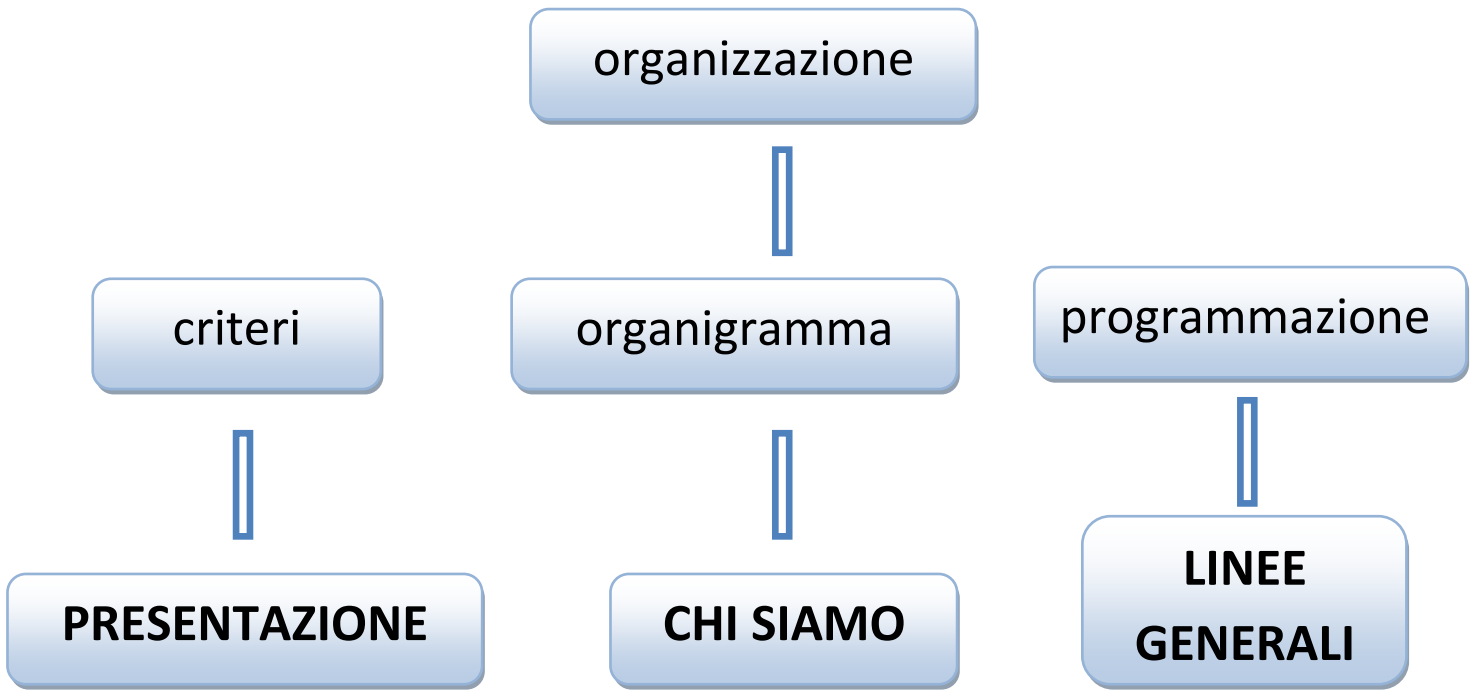 organizzazione
criteri
organigramma
programmazione
PRESENTAZIONE
CHI SIAMO
LINEE
GENERALI